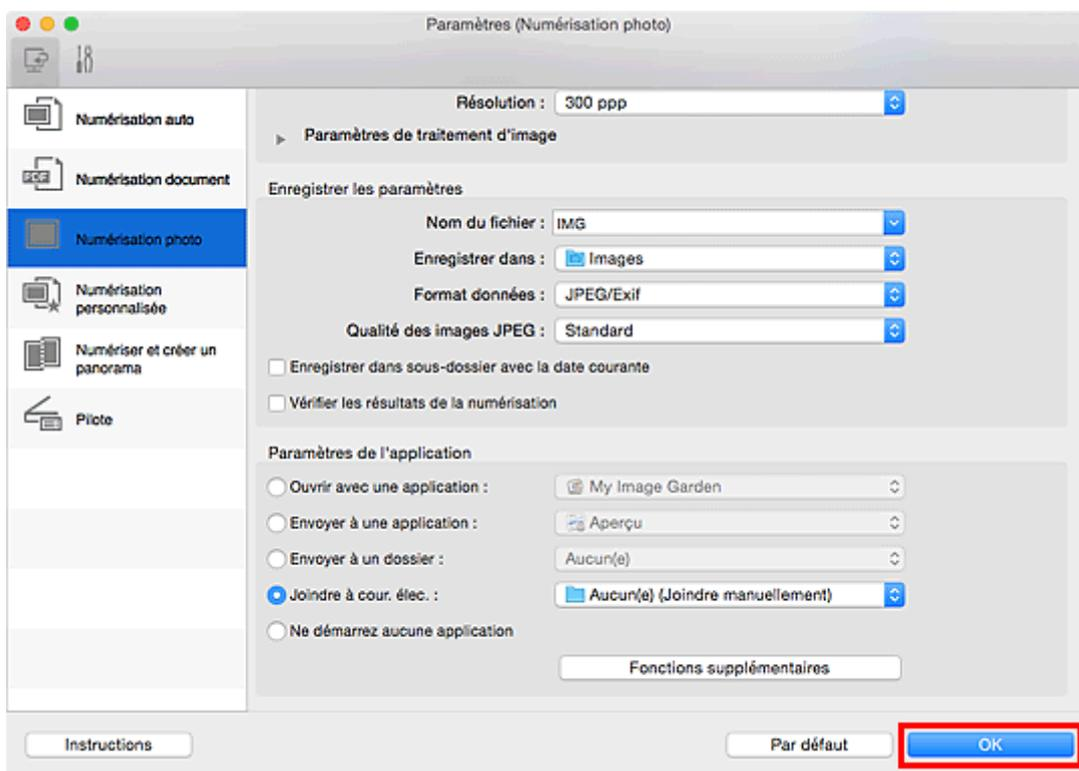 Paramètres (Numérisation photo)
Numérisation auto
PDF
Numérisation document
Numérisation photo
Numérisation
personnalisée
Numériser et créer un
panorama
Pilote
Résolution : 300 ppp
Paramètres de traitement d'image
Enregistrer les paramètres
Nom du fichier : IMG
Enregistrer dans : Images
Format données : JPEG/Exif
Qualité des images JPEG : Standard
Enregistrer dans sous-dossier avec la date courante
Vérifier les résultats de la numérisation
Paramètres de l'application
Ouvrir avec une application : My Image Garden
Envoyer à une application : Aperçu
Envoyer à un dossier : Aucun(e)
Joindre à cour. élec. : Aucun(e) (Joindre manuellement)
Ne démarrez aucune application
Fonctions supplémentaires
Instructions
Par défaut
OK